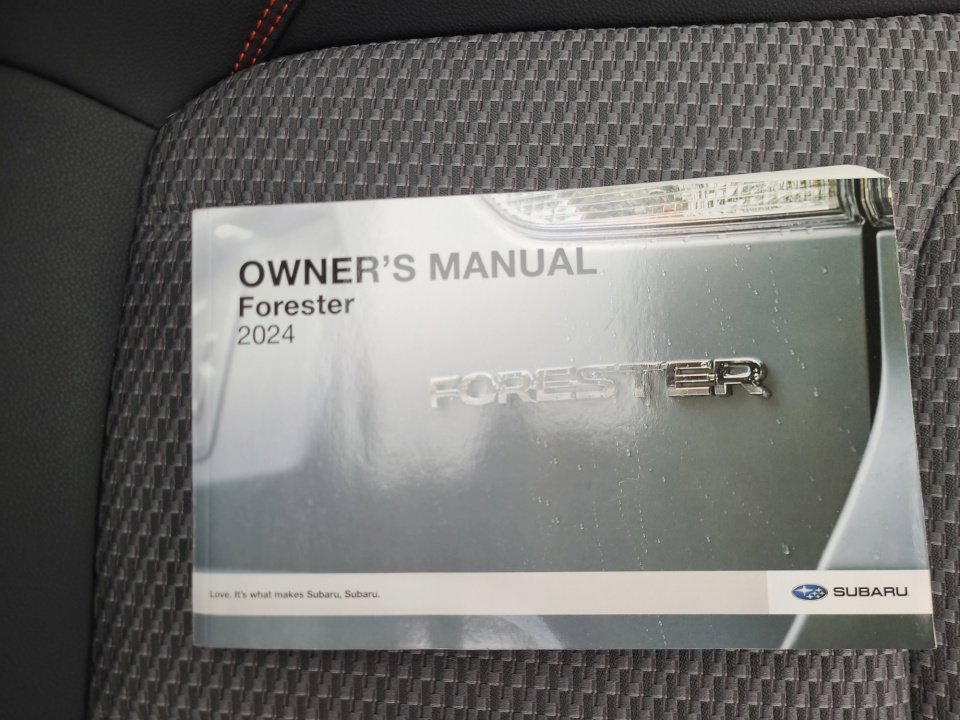 OWNER'S MANUAL
Forester
2024
FORESTER
Love. It's what makes Subaru, Subaru.
SUBARU